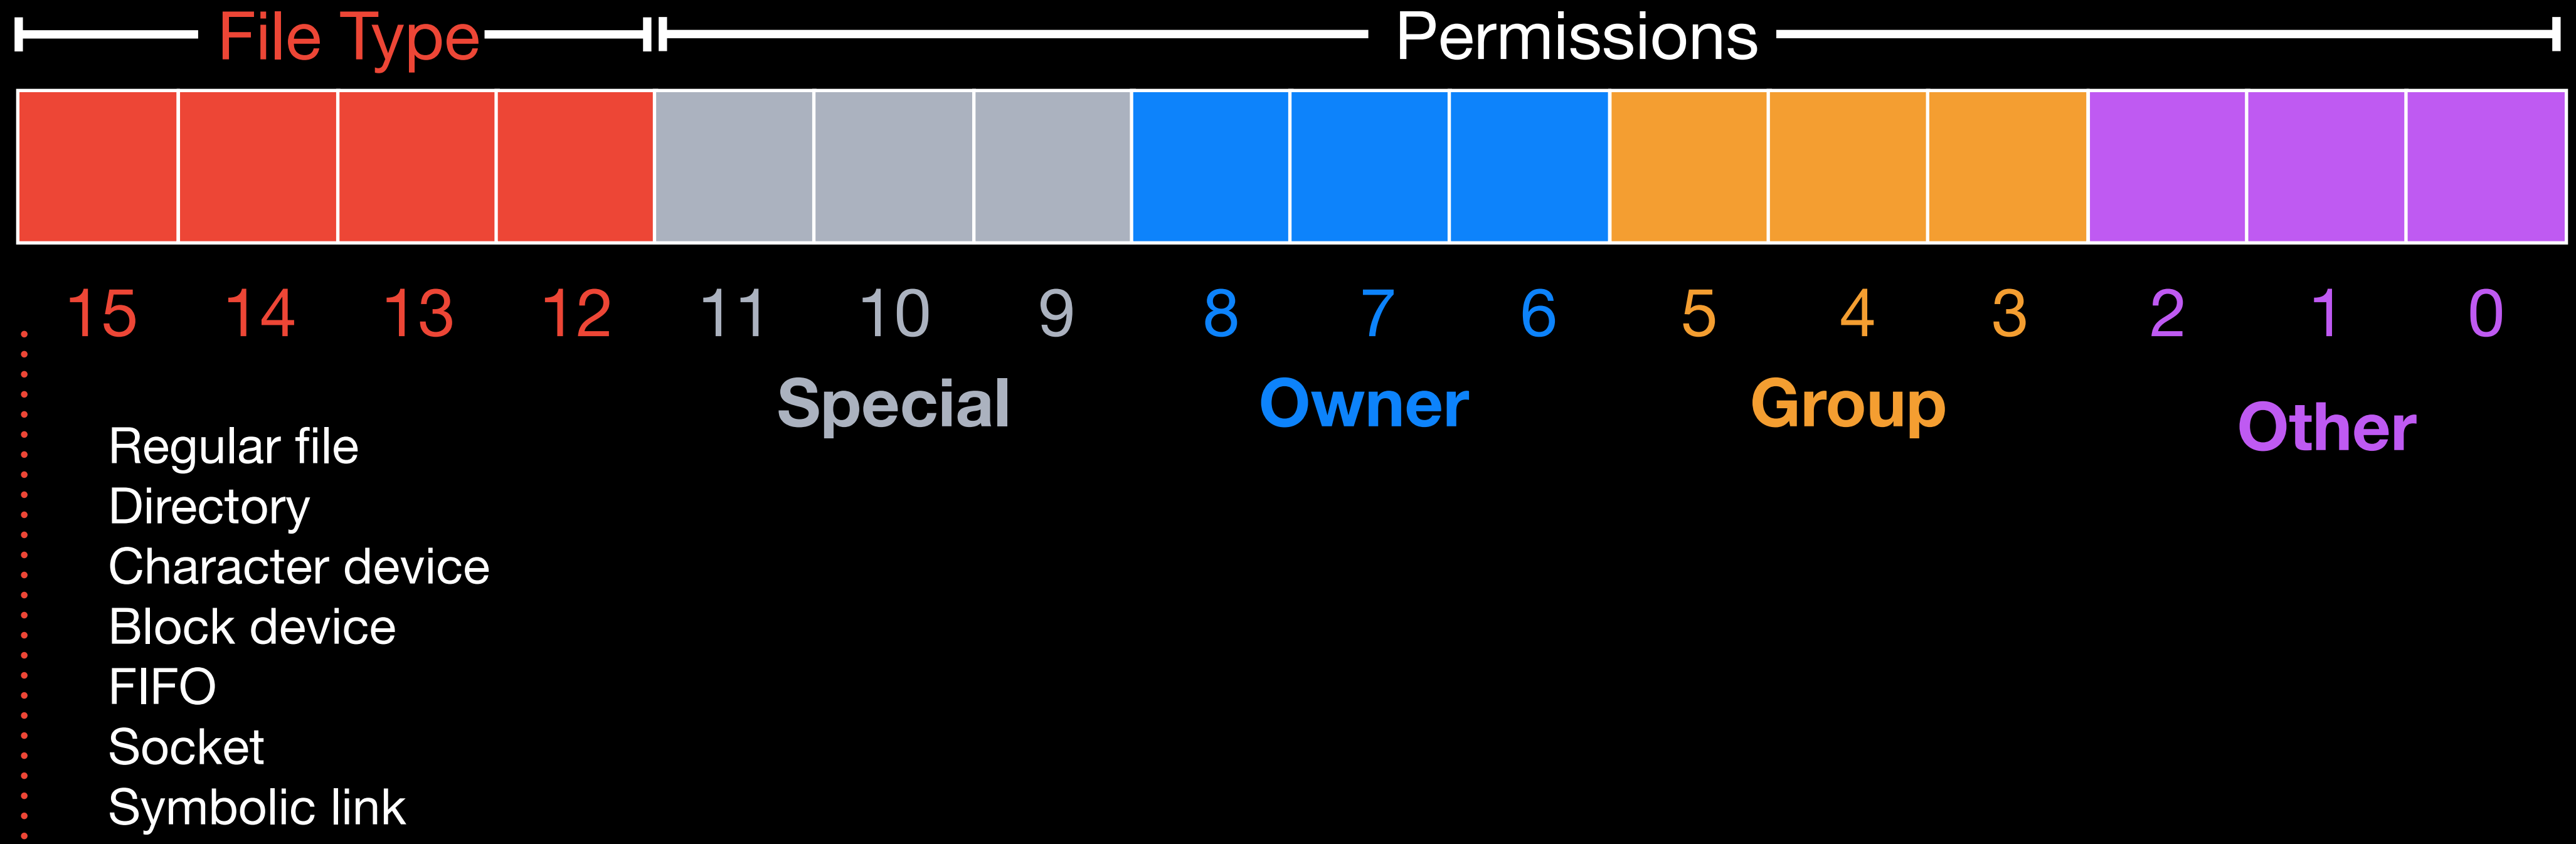 File Type Permissions
15 14 13 12 11 10 9 8 7 6 5 4 3 2 1 0
Special Owner Group Other
Regular file
Directory
Character device
Block device
FIFO
Socket
Symbolic link